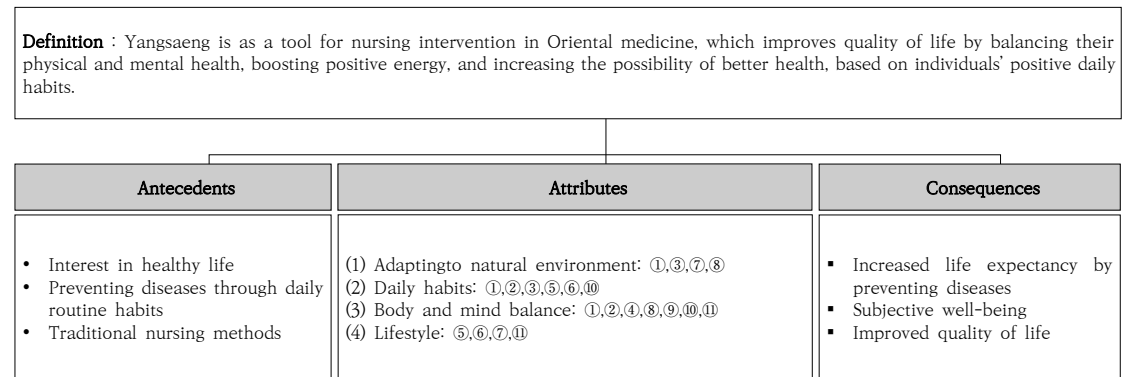 Definition : Yangsaeng is as a tool for nursing intervention in Oriental medicine, which improves quality of life by balancing their
physical and mental health, boosting positive energy, and increasing the possibility of better health, based on individuals' positive daily
habits.
Antecedents
Attributes
Consequences
• Interest in healthy life
• Preventing diseases through daily
routine habits
• Traditional nursing methods
(1) Adaptingto natural environment: ①,③,⑦,⑧
(2) Daily habits: ①,②,③,⑤,⑥,⑩
(3) Body and mind balance: ①,②,④,⑧,⑨,⑩,⑪
(4) Lifestyle: ⑤,⑥,⑦,⑪
▪ Increased life expectancy by
preventing diseases
▪ Subjective well-being
▪ Improved quality of life